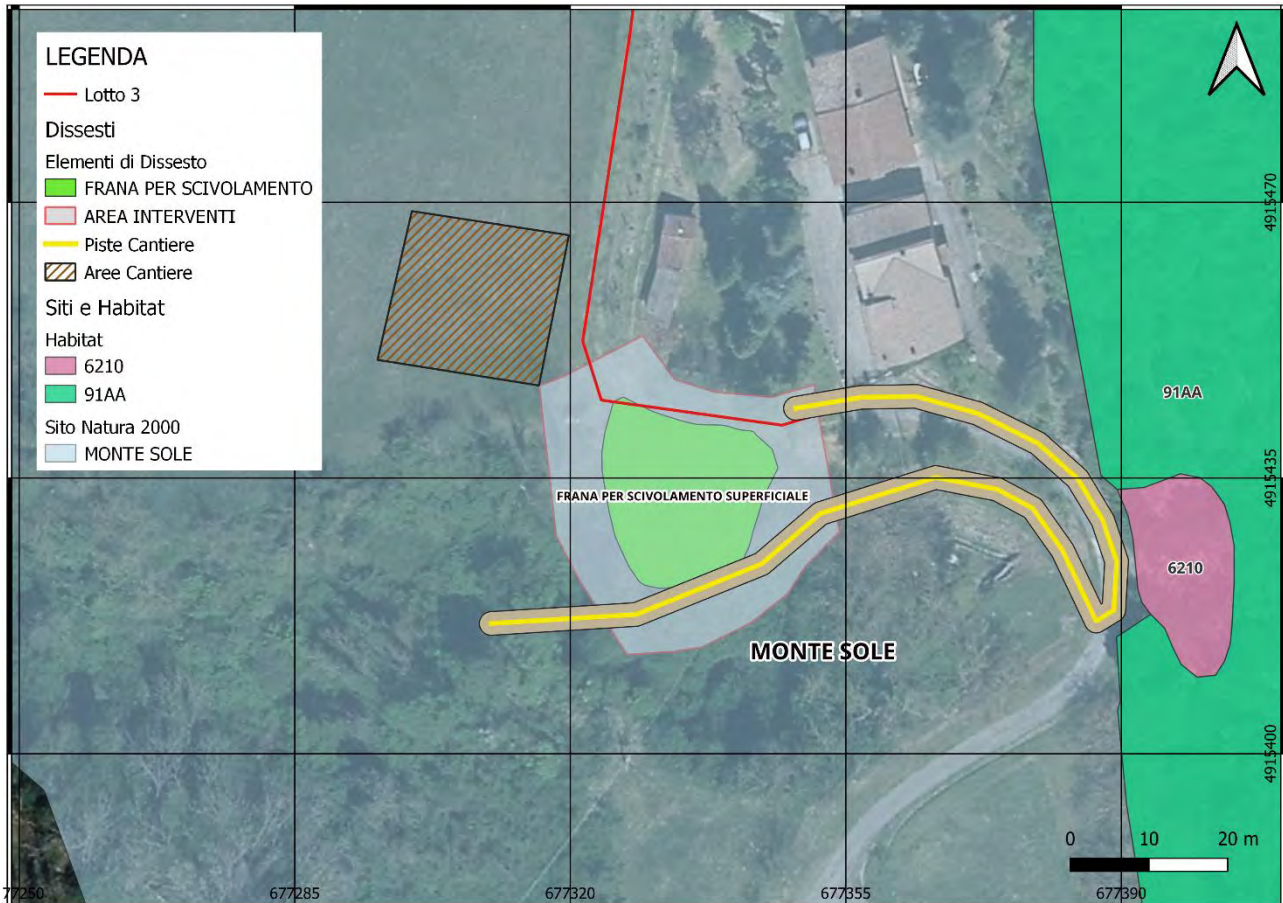 LEGENDA
Lotto 3
Dissesti
Elementi di Dissesto
FRANA PER SCIVOLAMENTO
AREA INTERVENTI
Piste Cantiere
Aree Cantiere
Siti e Habitat
Habitat
6210
91AA
Sito Natura 2000
MONTE SOLE
4915470
91AA
4915435
FRANA PER SCIVOLAMENTO SUPERFICIALE
6210
MONTE SOLE
4915400
0 10 20 m
77250 677285 677320 677355 677390